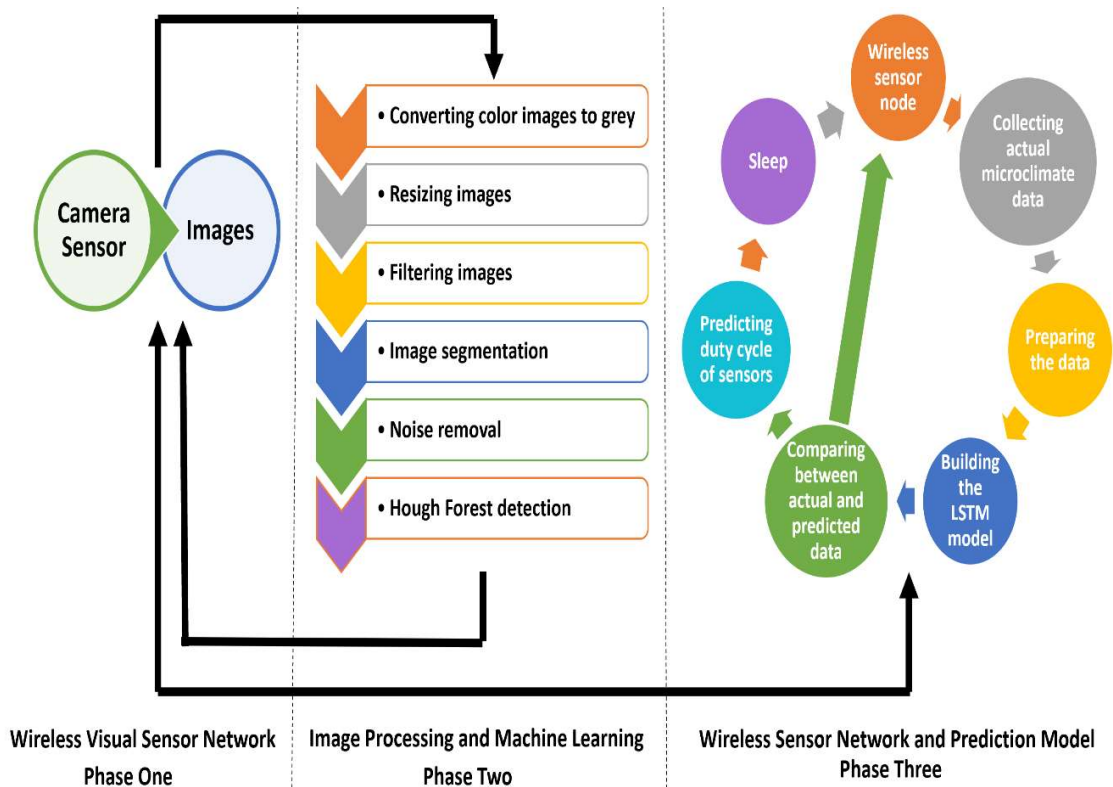 Camera
Sensor
Images
• Converting color images to grey
• Resizing images
• Filtering images
• Image segmentation
• Noise removal
• Hough Forest detection
Wireless
sensor
node
Collecting
actual
microclimate
data
Preparing
the data
Building
the
LSTM
model
Comparing
between
actual and
predicted
data
Predicting
duty cycle
of sensors
Sleep
Wireless Visual Sensor Network
Phase One
Image Processing and Machine Learning
Phase Two
Wireless Sensor Network and Prediction Model
Phase Three